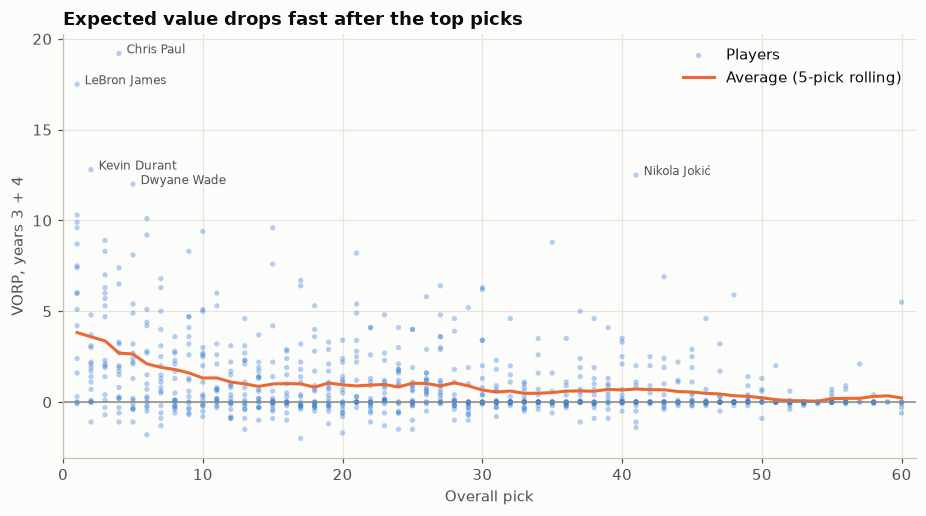 Expected value drops fast after the top picks
20
15
10
5
0
VORP, years 3 + 4
Chris Paul
LeBron James
Kevin Durant
Dwyane Wade
Nikola Jokić
Players
Average (5-pick rolling)
0
10
20
30
40
50
60
Overall pick